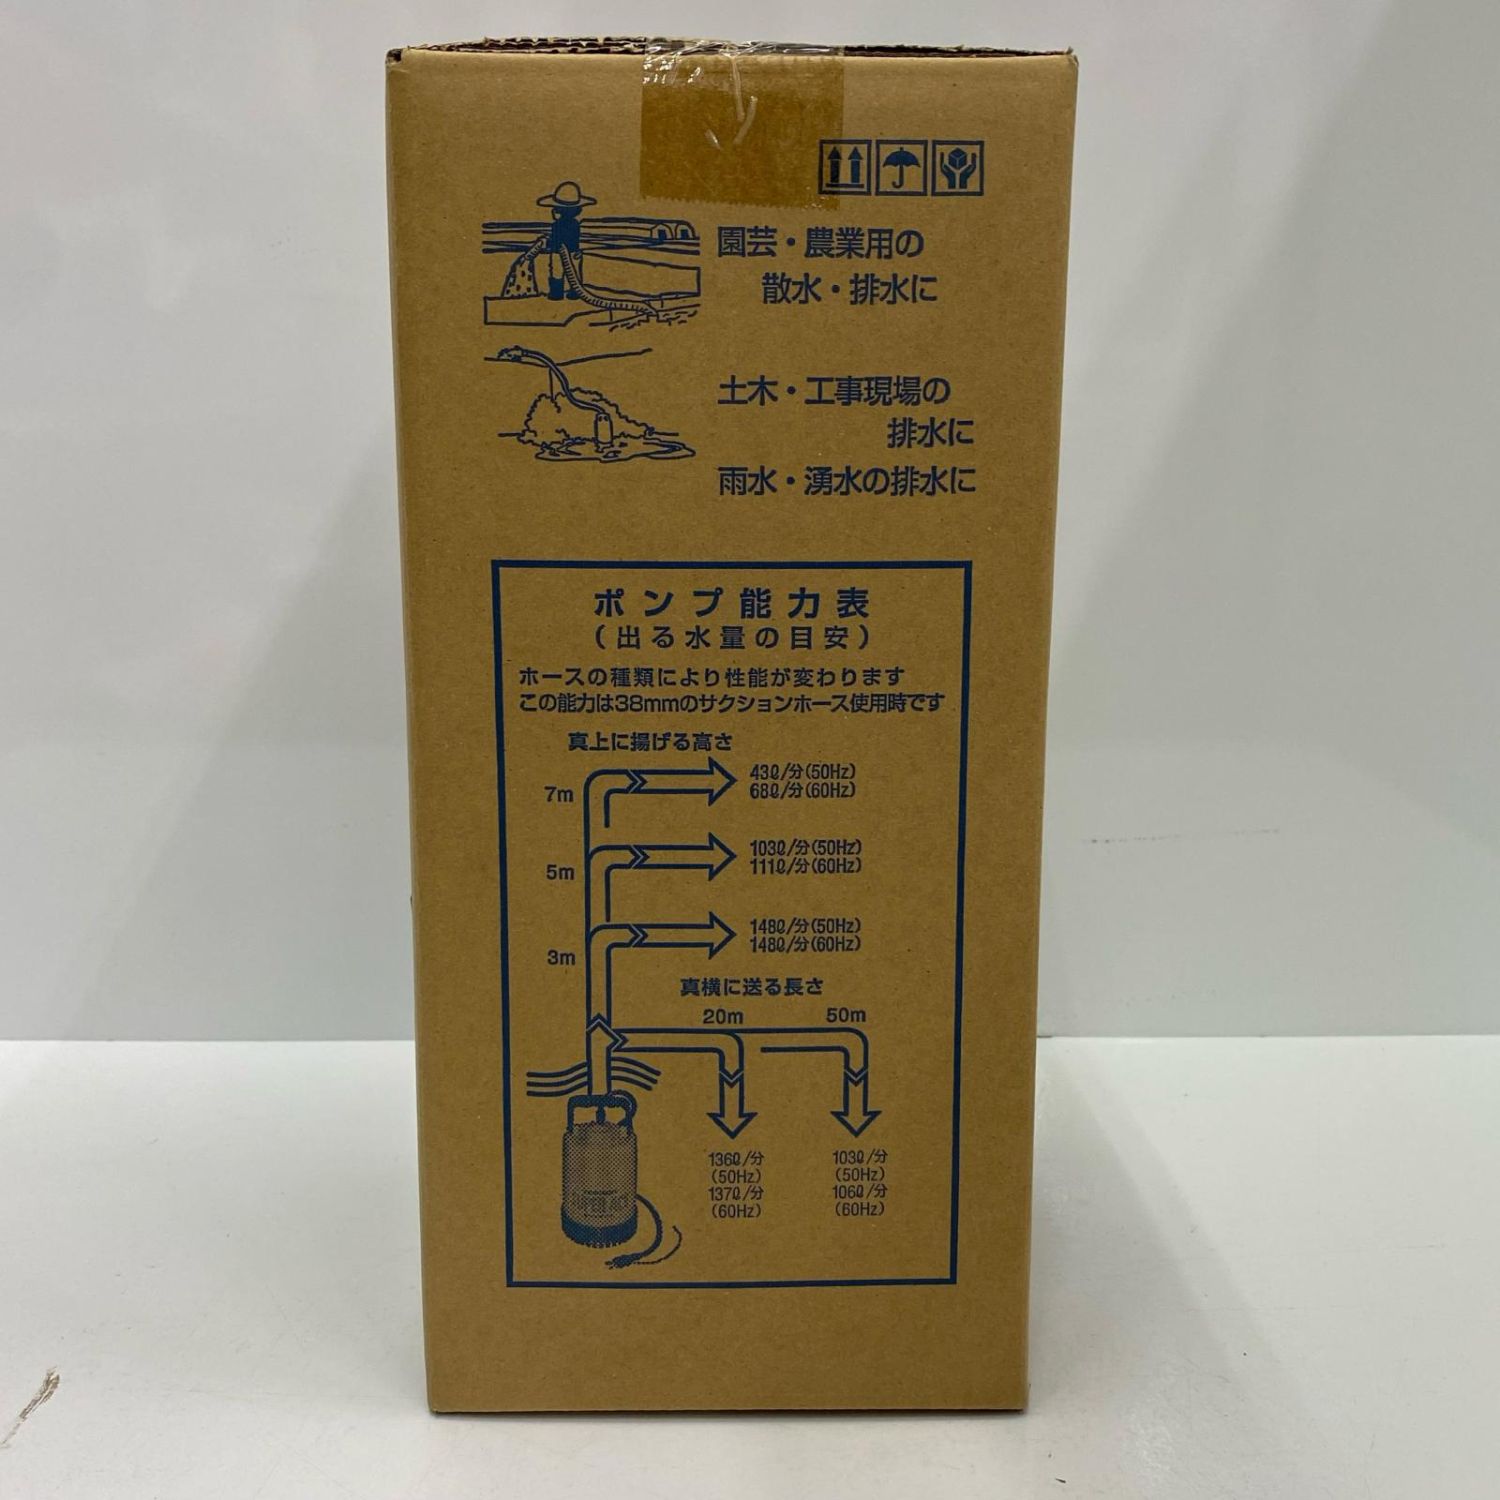 園芸・農業用の
散水・排水に
土木・工事現場の
排水に
雨水・湧水の排水に
ポンプ能力表
(出る水量の目安)
ホースの種類により性能が変わります
この能力は38mmのサクションホース使用時です
真上に揚げる高さ
7m
43ℓ/分(50Hz)
68ℓ/分(60Hz)
5m
103ℓ/分(50Hz)
111ℓ/分(60Hz)
3m
148ℓ/分(50Hz)
148ℓ/分(60Hz)
真横に送る長さ
20m 50m
136ℓ/分
(50Hz)
137ℓ/分
(60Hz)
103ℓ/分
(50Hz)
106ℓ/分
(60Hz)